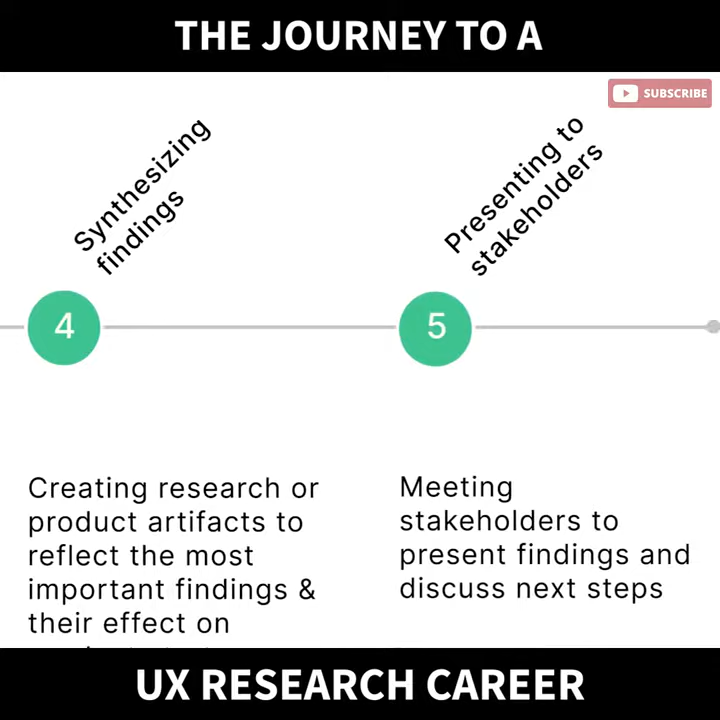 THE JOURNEY TO A
SUBSCRIBE
Synthesizing
findings
Presenting to
stakeholders
4
5
Creating research or
product artifacts to
reflect the most
important findings &
their effect on
Meeting
stakeholders to
present findings and
discuss next steps
UX RESEARCH CAREER